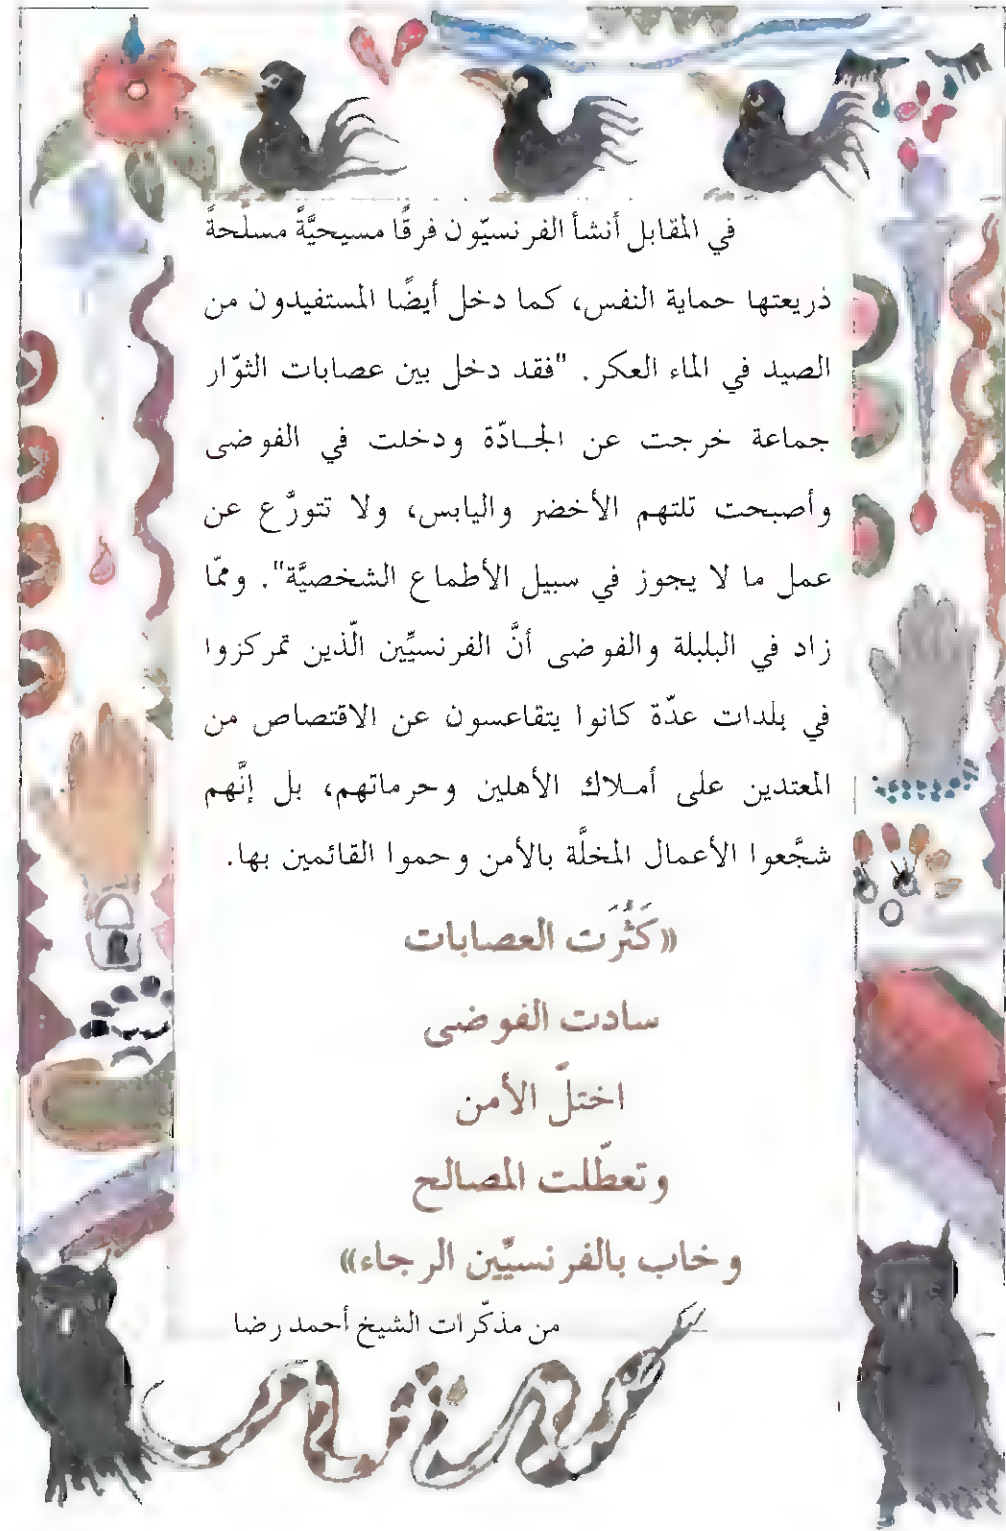 في المقابل أنشأ الفرنسيّون فرقًا مسيحيَّةً مسلّحةً
ذريعتها حماية النفس، كما دخل أيضًا المستفيدون من
الصيد في الماء العكر. "فقد دخل بين عصابات الثوّار
جماعة خرجت عن الجــادّة ودخلت في الفوضى
وأصبحت تلتهم الأخضر واليابس، ولا تتورَّع عن
عمل ما لا يجوز في سبيل الأطماع الشخصيَّة". وممّا
زاد في البلبلة والفوضى أنَّ الفرنسيِّين الّذين تمركزوا
في بلدات عدّة كانوا يتقاعسون عن الاقتصاص من
المعتدين على أمـلاك الأهلين وحرماتهم، بل إنَّهم
شجَّعوا الأعمال المخلَّة بالأمن وحموا القائمين بها.
«كَثُرَت العصابات
سادت الفوضى
اختلّ الأمن
وتعطّلت المصالح
وخاب بالفرنسيِّين الرجاء»
من مذكّرات الشيخ أحمد رضا